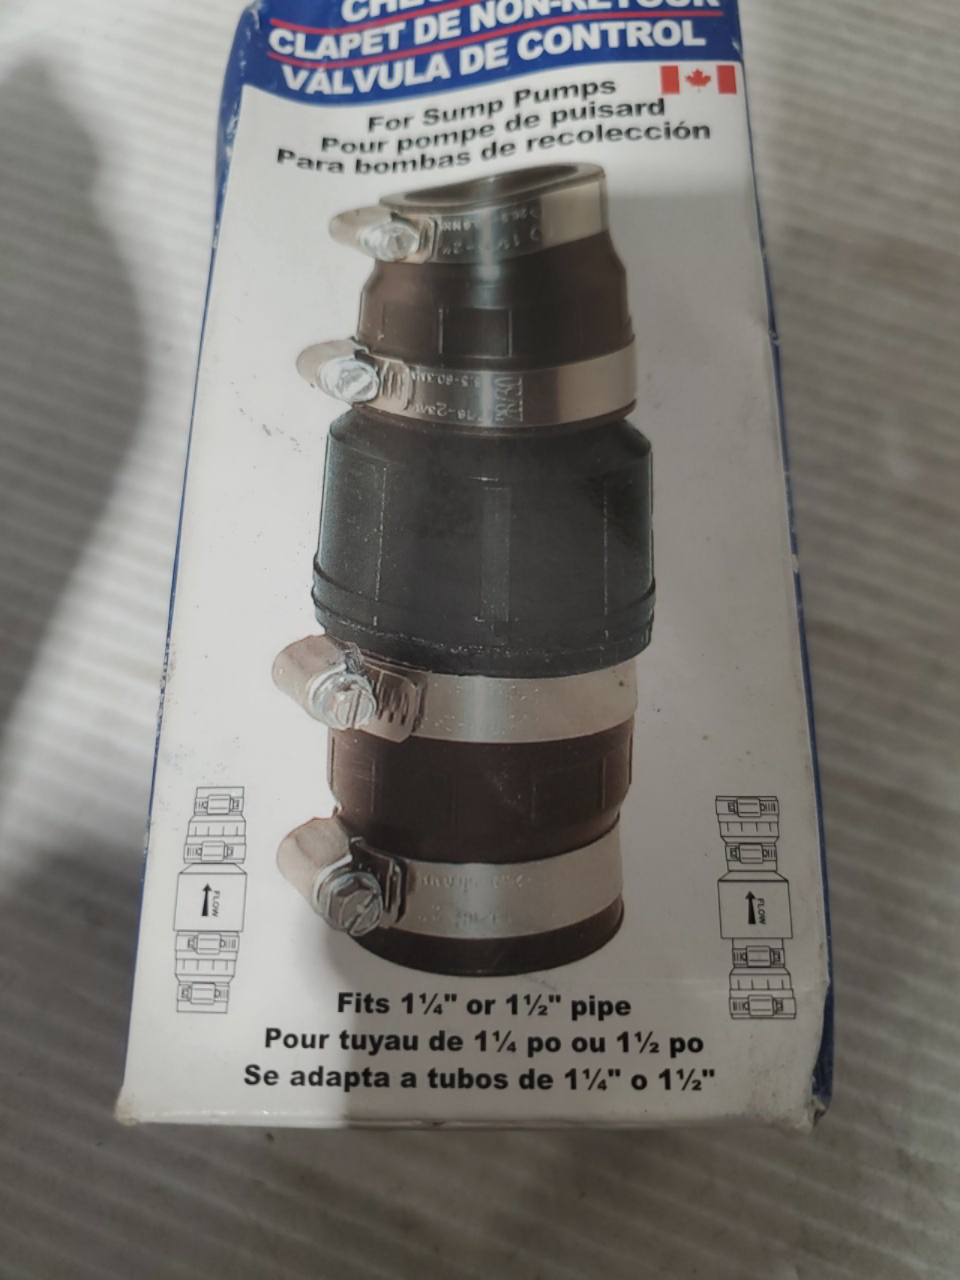 CLAPET DE NON-RETOUR
VÁLVULA DE CONTROL
For Sump Pumps
Pour pompe de puisard
Para bombas de recolección
FLOW
FLOW
Fits 1¼" or 1½" pipe
Pour tuyau de 1¼ po ou 1½ po
Se adapta a tubos de 1¼" o 1½"